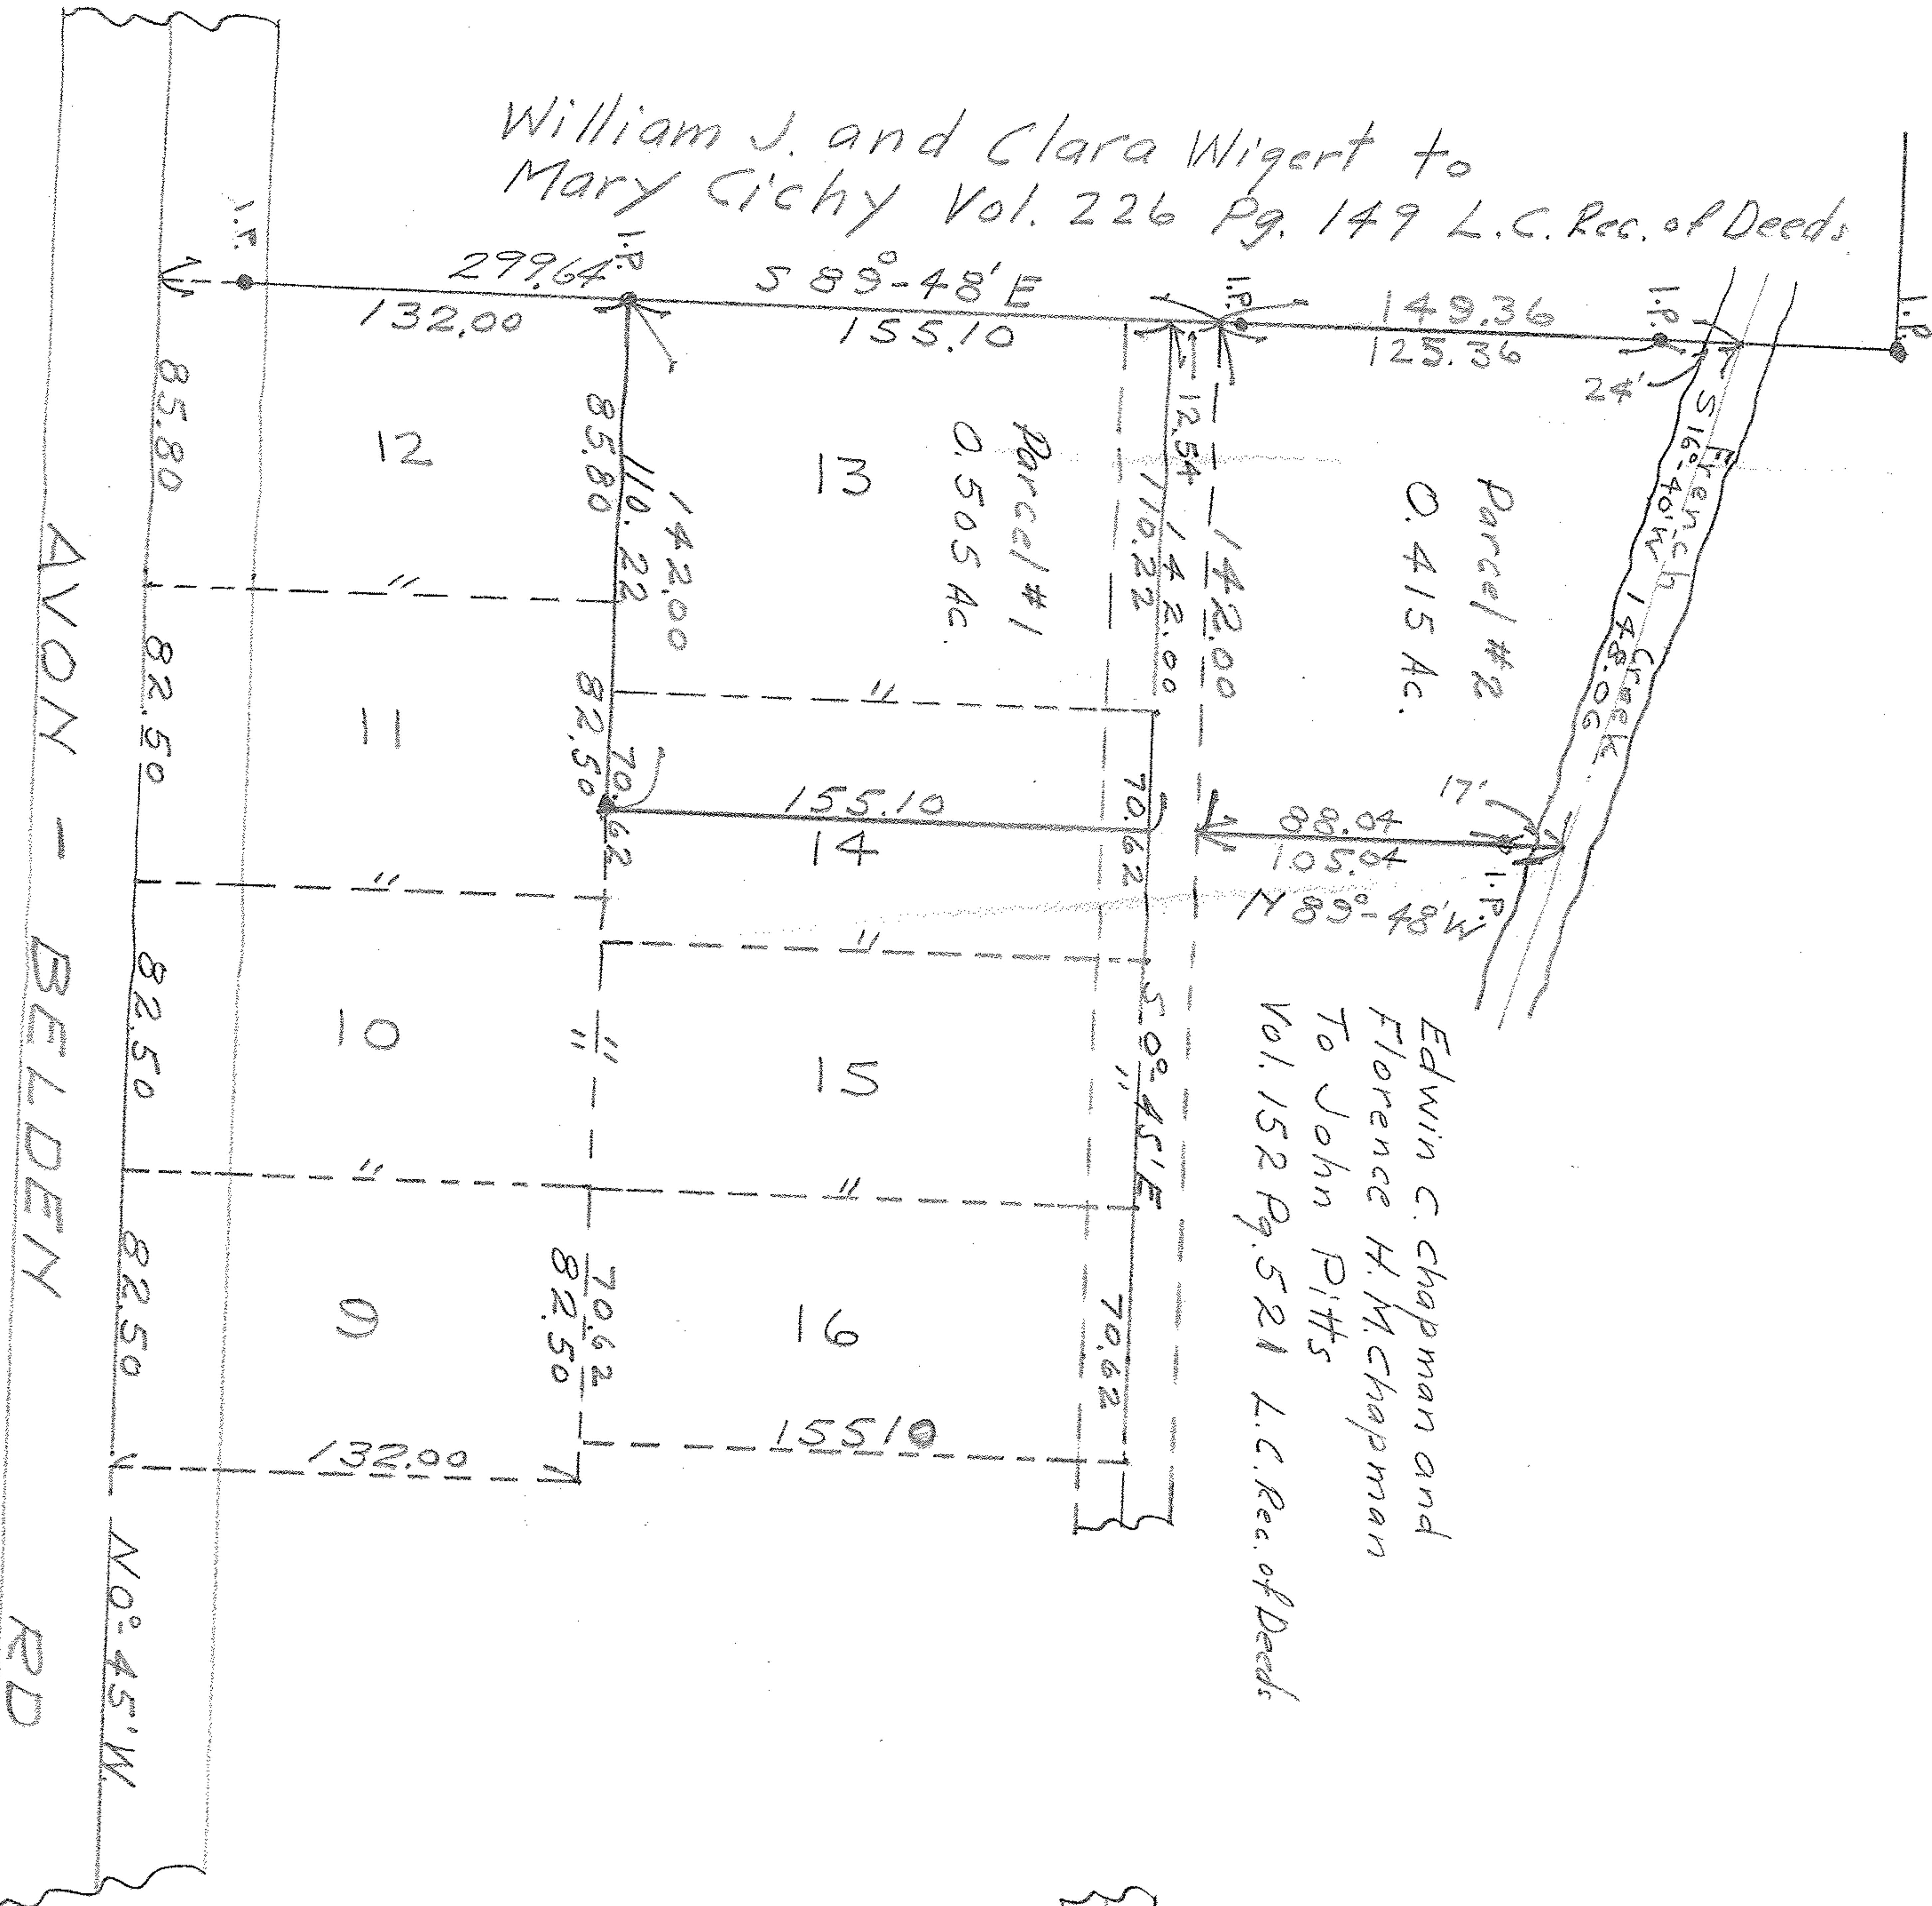 William J. and Clara Wigert to
Mary Cichy Vol. 226 Pg. 149 L.C. Rec. of Deeds.
I.P.
I.P.
I.P.
I.P.
I.P.
299.64
S 89°-48' E
149.36
132.00
155.10
125.36
24'
12.54
85.80
12
85.80
110.22
142.00
13
Parcel #1
0.505 Ac.
110.22
142.00
142.00
Parcel #2
0.415 Ac.
French Creek
S 16°-40' W
148.06
"
"
82.50
11
82.50
70.62
155.10
14
70.62
88.04
105.04
N 89°-48' W
17'
I.P.
"
"
82.50
10
"
"
15
S 0°-45' E
"
Edwin C. Chapman and
Florence H.M. Chapman
To John Pitts
Vol. 152 Pg. 521 L.C. Rec. of Deeds
"
"
82.50
9
70.62
82.50
16
70.62
132.00
155.10
N 0°-45' W.
AVON - BELDEN RD